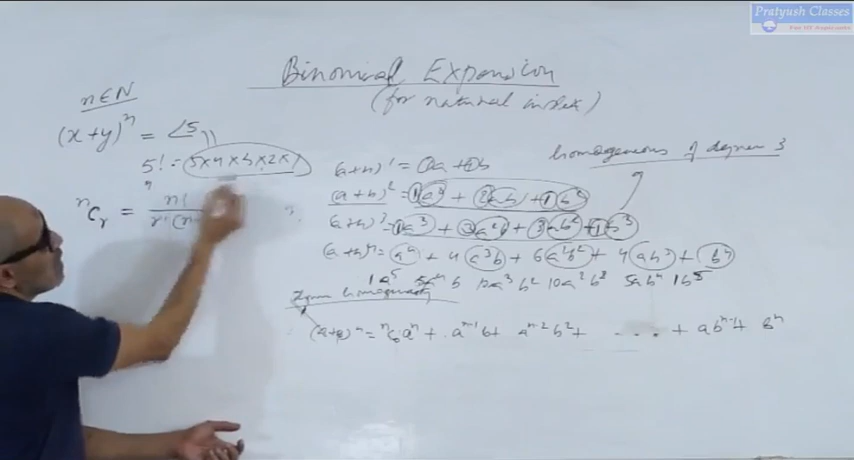 Pratyush Classes
Binomial Expansion
(for natural index)
n∈N
(x+y)^n = ∠5
5! = 5×4×3×2×1
nCr = n! / r!(n
homogeneous of degree 3
(a+b)^1 = 1a + 1b
(a+b)^2 = 1a^2 + 2ab + 1b^2
(a+b)^3 = 1a^3 + 3a^2b + 3ab^2 + 1b^3
(a+b)^4 = a^4 + 4a^3b + 6a^2b^2 + 4ab^3 + b^4
1a^5 5a^4b 10a^3b^2 10a^2b^3 5ab^4 1b^5
homogeneity
(a+b)^n = nC0 a^n + a^n-1 b + a^n-2 b^2 + .... + ab^n-1 + b^n